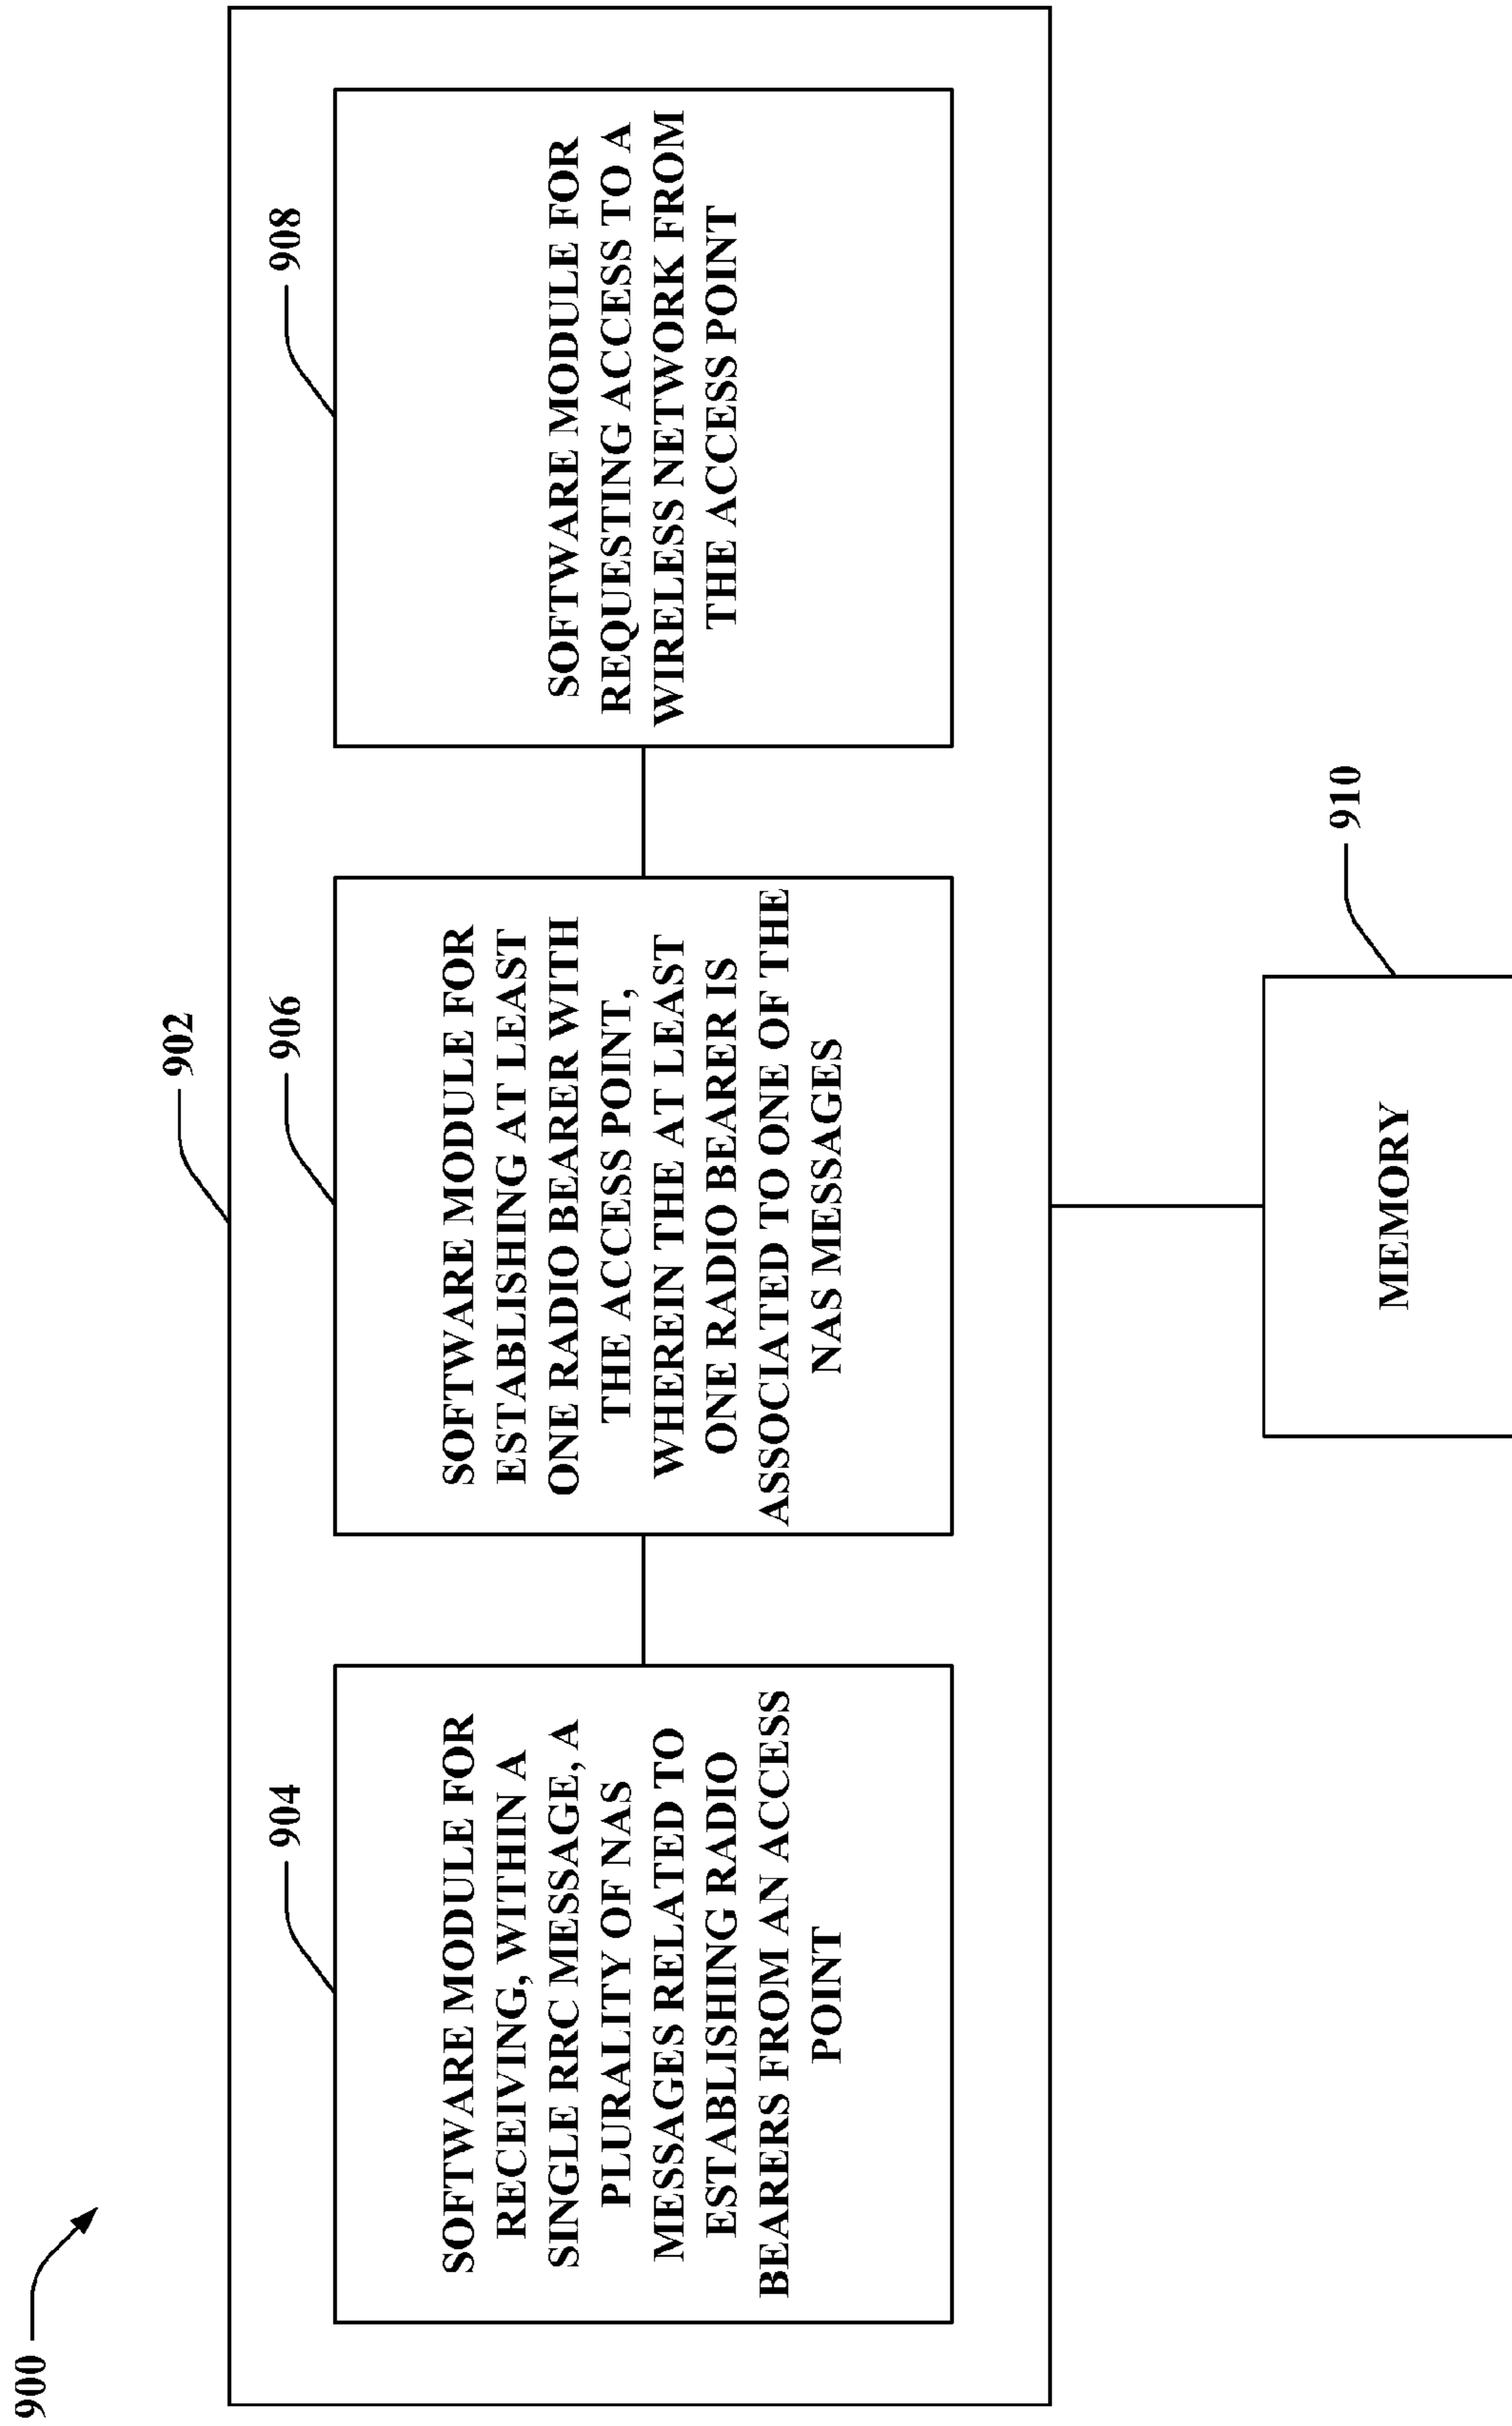 900
902
904
SOFTWARE MODULE FOR
RECEIVING, WITHIN A
SINGLE RRC MESSAGE, A
PLURALITY OF NAS
MESSAGES RELATED TO
ESTABLISHING RADIO
BEARERS FROM AN ACCESS
POINT
906
SOFTWARE MODULE FOR
ESTABLISHING AT LEAST
ONE RADIO BEARER WITH
THE ACCESS POINT,
WHEREIN THE AT LEAST
ONE RADIO BEARER IS
ASSOCIATED TO ONE OF THE
NAS MESSAGES
908
SOFTWARE MODULE FOR
REQUESTING ACCESS TO A
WIRELESS NETWORK FROM
THE ACCESS POINT
910
MEMORY